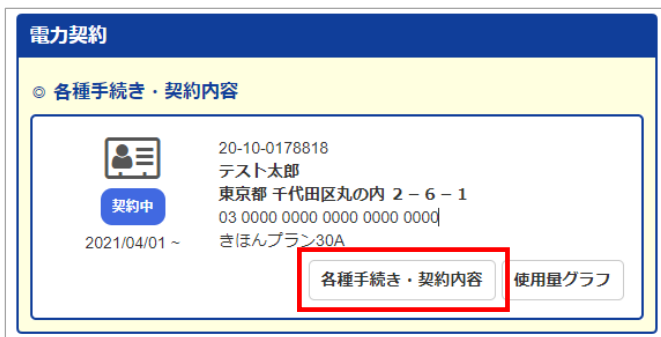 電力契約
◎ 各種手続き・契約内容
20-10-0178818
テスト太郎
東京都 千代田区丸の内 2－6－1
契約中
03 0000 0000 0000 0000 0000
2021/04/01 ~
きほんプラン30A
各種手続き・契約内容
使用量グラフ